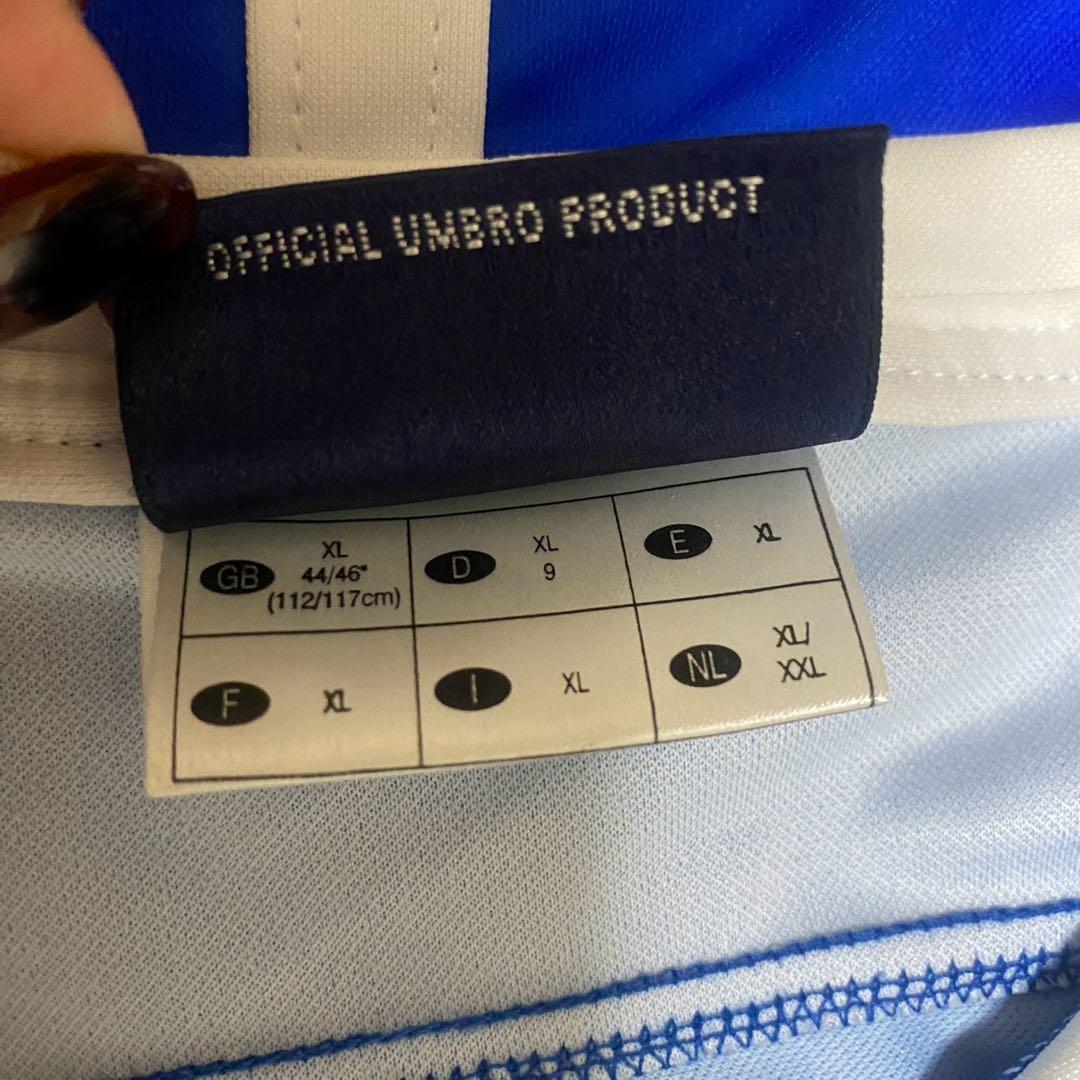 OFFICIAL UMBRO PRODUCT
GB XL
44/46"
(112/117cm)
D XL
9
E XL
F XL
I XL
NL XL/
XXL